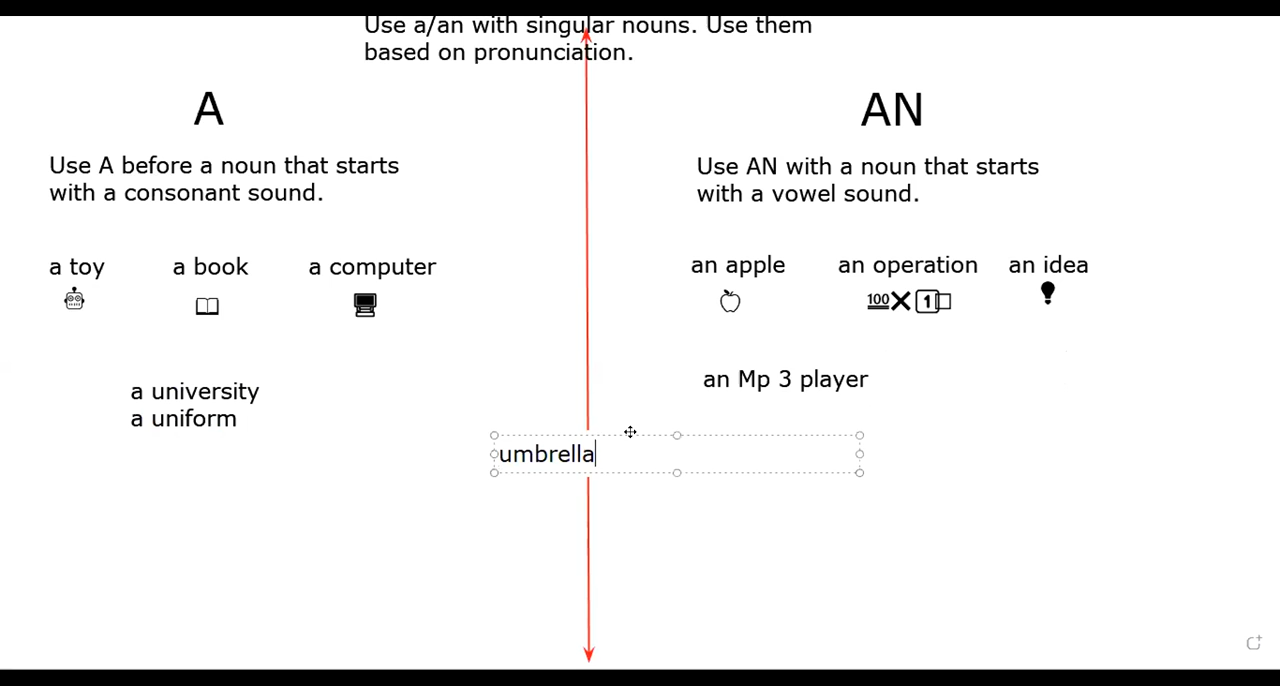 Use a/an with singular nouns. Use them
based on pronunciation.
A
AN
Use A before a noun that starts
with a consonant sound.
Use AN with a noun that starts
with a vowel sound.
a toy a book a computer
an apple an operation an idea
100 1
a university
a uniform
an Mp 3 player
umbrella